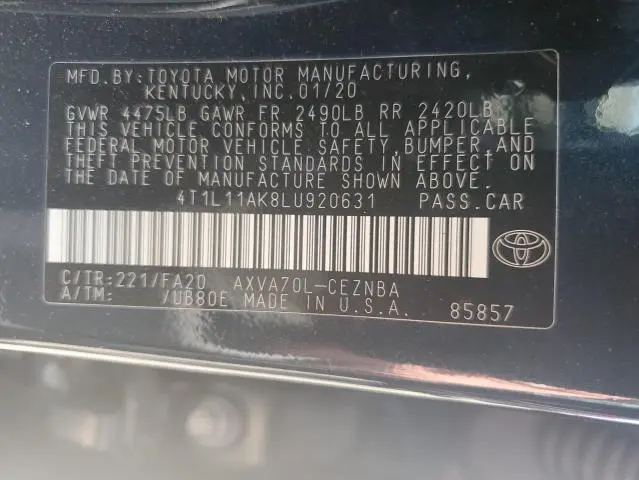 MFD.BY:TOYOTA MOTOR MANUFACTURING,
KENTUCKY,INC.01/20
GVWR 4475LB GAWR FR 2490LB RR 2420LB
THIS VEHICLE CONFORMS TO ALL APPLICABLE
FEDERAL MOTOR VEHICLE SAFETY, BUMPER,AND
THEFT PREVENTION STANDARDS IN EFFECT ON
THE DATE OF MANUFACTURE SHOWN ABOVE.
4T1L11AK8LU920631 PASS.CAR
C/TR:221/FA20 AXVA70L-CEZNBA
A/TM: /UB80E MADE IN U.S.A. 85857